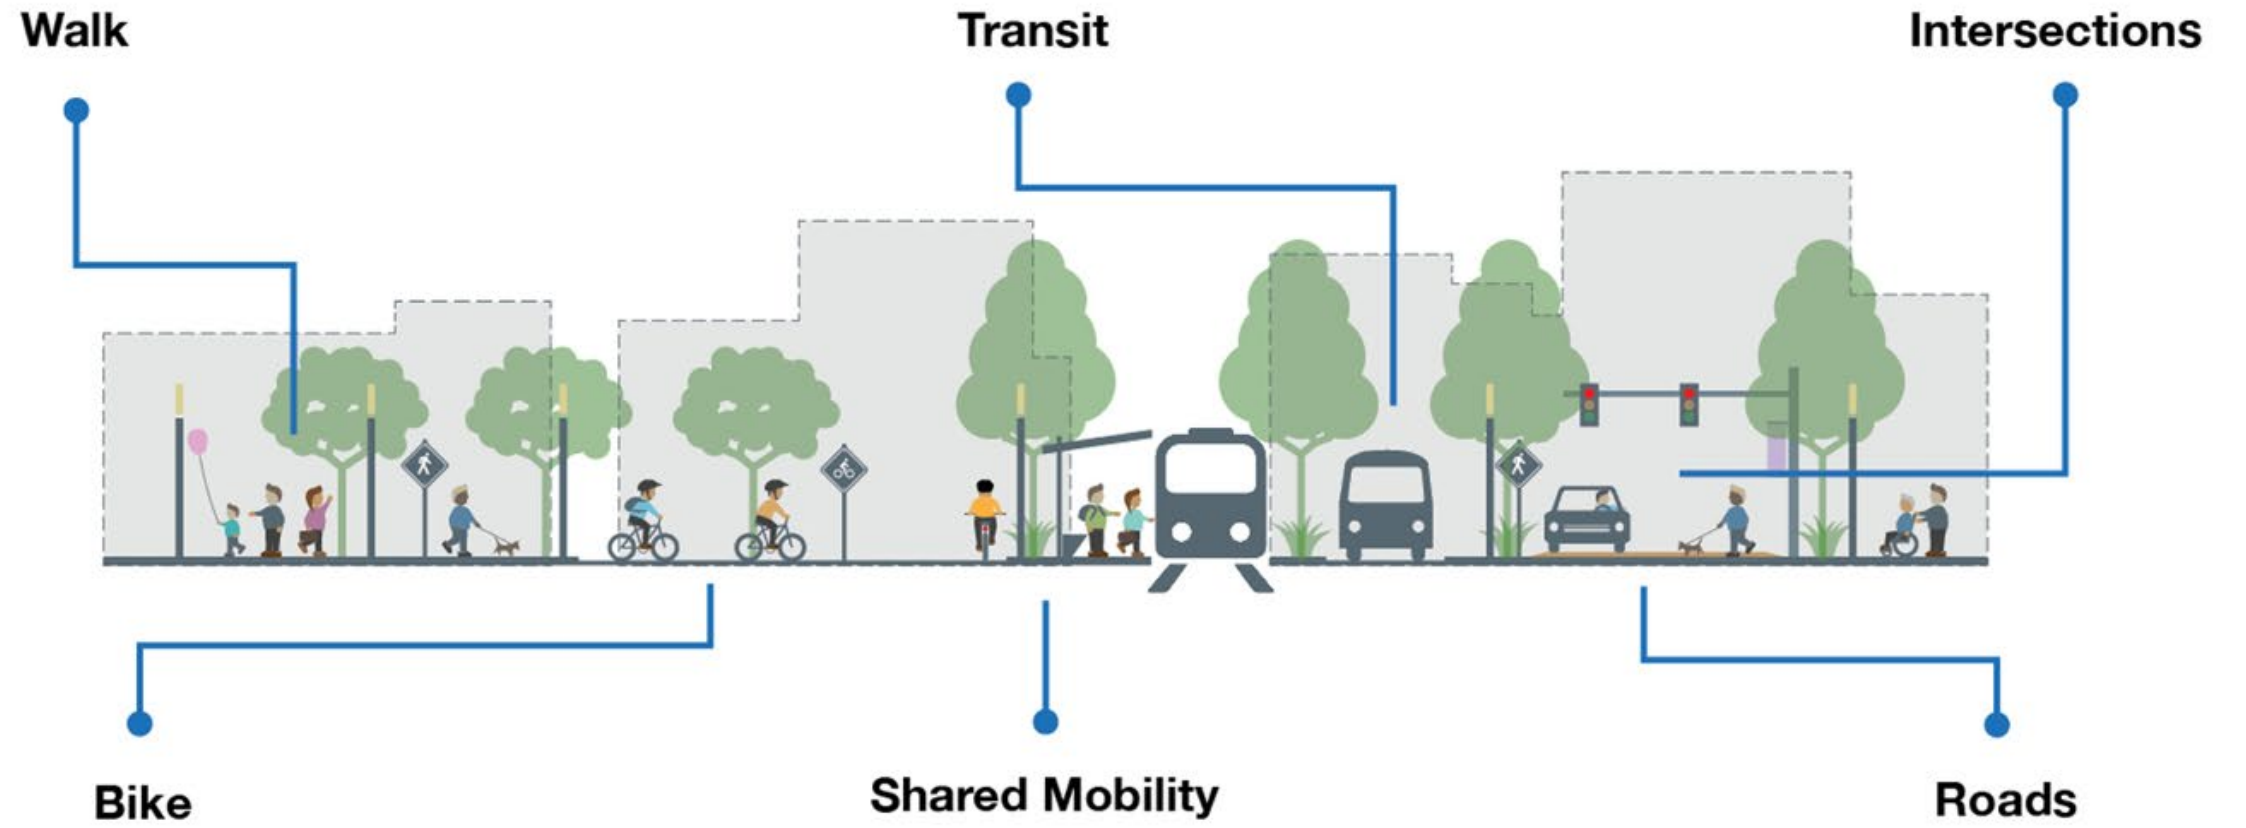 Walk
Transit
Intersections
Bike
Shared Mobility
Roads